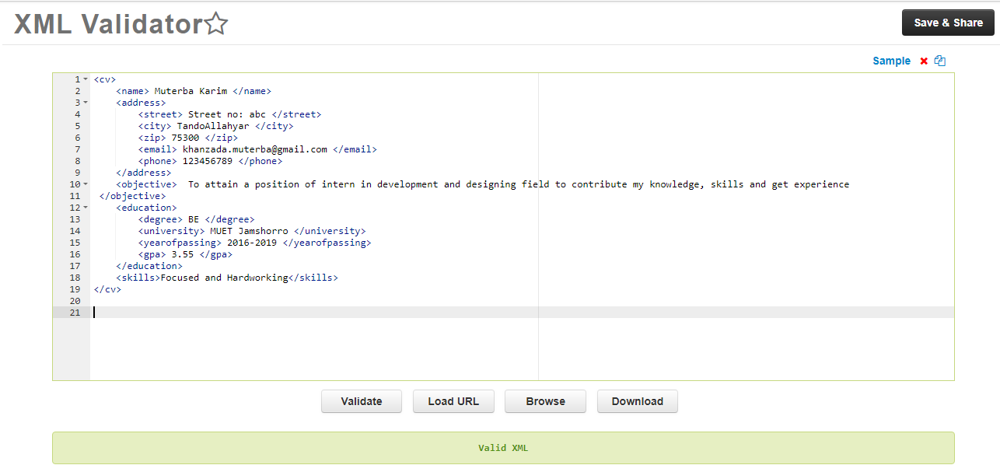 XML Validator
Save & Share
Sample
1 <cv>
2     <name> Muterba Karim </name>
3     <address>
4         <street> Street no: abc </street>
5         <city> TandoAllahyar </city>
6         <zip> 75300 </zip>
7         <email> khanzada.muterba@gmail.com </email>
8         <phone> 123456789 </phone>
9     </address>
10     <objective>  To attain a position of intern in development and designing field to contribute my knowledge, skills and get experience
11  </objective>
12     <education>
13         <degree> BE </degree>
14         <university> MUET Jamshorro </university>
15         <yearofpassing> 2016-2019 </yearofpassing>
16         <gpa> 3.55 </gpa>
17     </education>
18     <skills>Focused and Hardworking</skills>
19 </cv>
20
21
Validate Load URL Browse Download
Valid XML